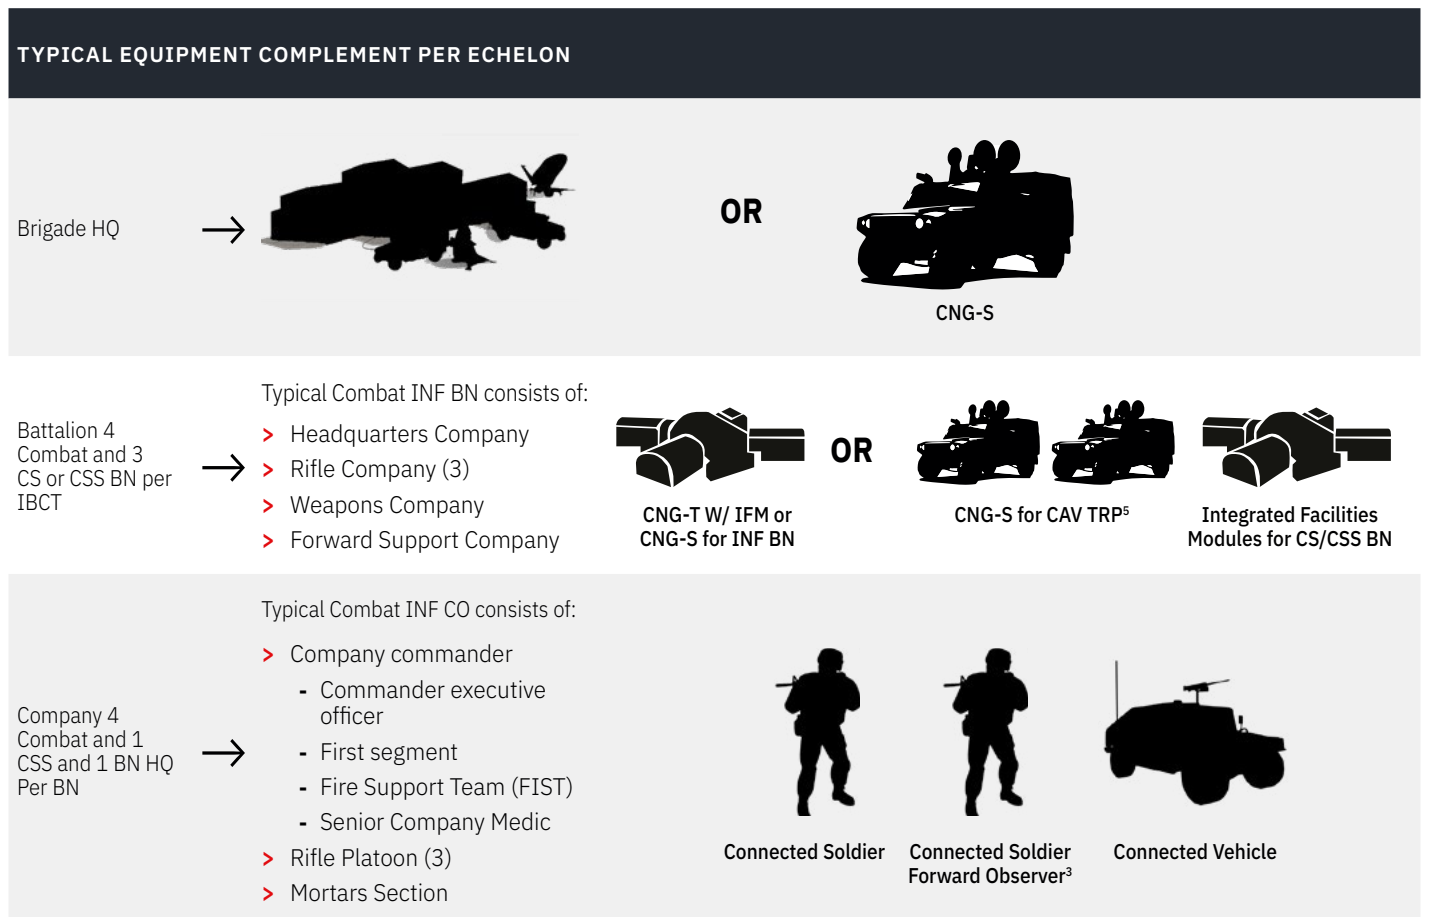 TYPICAL EQUIPMENT COMPLEMENT PER ECHELON
Brigade HQ
OR
CNG-S
Battalion 4
Combat and 3
CS or CSS BN per
IBCT
Typical Combat INF BN consists of:
> Headquarters Company
> Rifle Company (3)
> Weapons Company
> Forward Support Company
CNG-T W/ IFM or
CNG-S for INF BN
OR
CNG-S for CAV TRP⁵
Integrated Facilities
Modules for CS/CSS BN
Company 4
Combat and 1
CSS and 1 BN HQ
Per BN
Typical Combat INF CO consists of:
> Company commander
- Commander executive
officer
- First segment
- Fire Support Team (FIST)
- Senior Company Medic
> Rifle Platoon (3)
> Mortars Section
Connected Soldier
Connected Soldier
Forward Observer³
Connected Vehicle